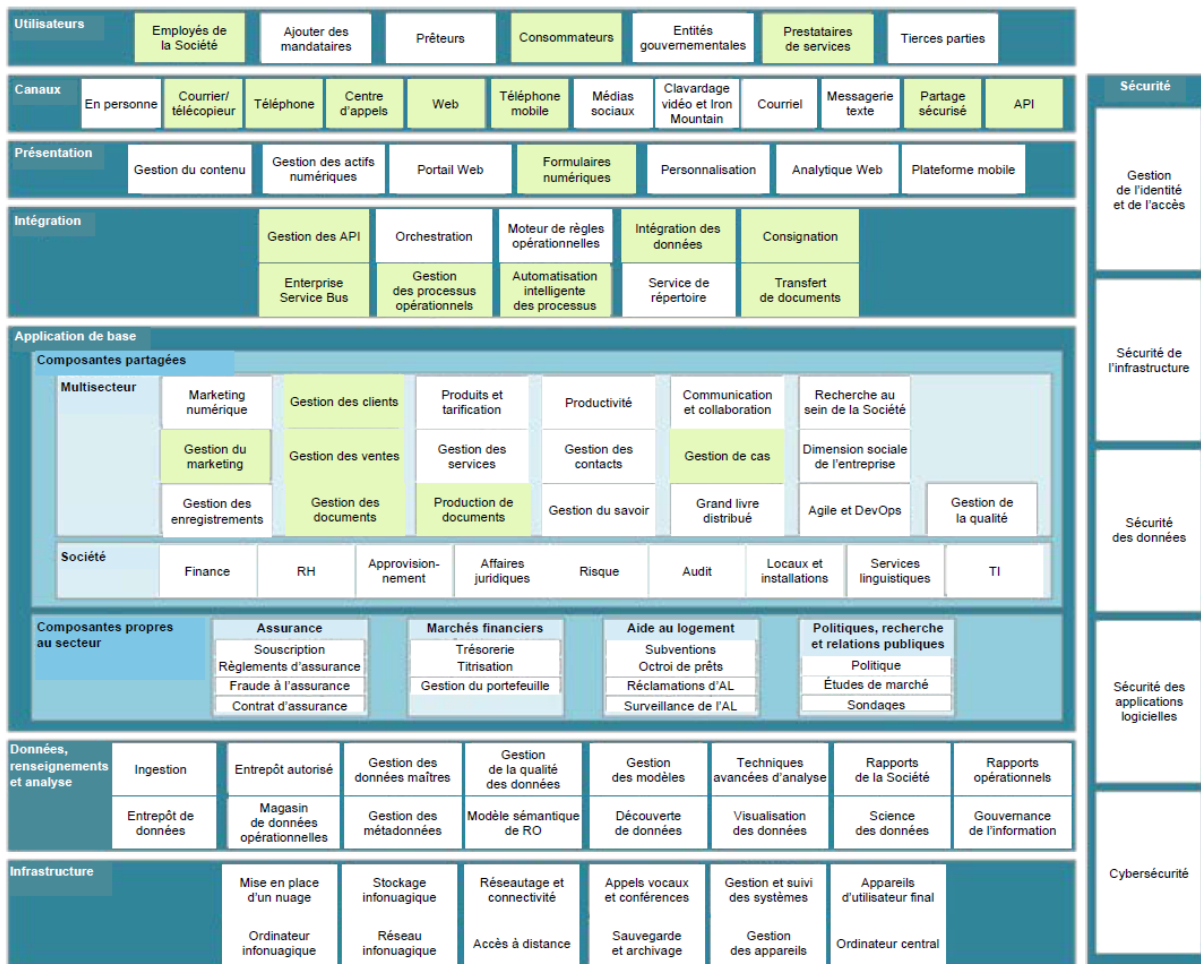 Utilisateurs
Employés de
la Société
Ajouter des
mandataires
Prêteurs
Consommateurs
Entités
gouvernementales
Prestataires
de services
Tierces parties
Canaux
En personne
Courrier/
télécopieur
Téléphone
Centre
d'appels
Web
Téléphone
mobile
Médias
sociaux
Clavardage
vidéo et Iron
Mountain
Courriel
Messagerie
texte
Partage
sécurisé
API
Présentation
Gestion du contenu
Gestion des actifs
numériques
Portail Web
Formulaires
numériques
Personnalisation
Analytique Web
Plateforme mobile
Intégration
Gestion des API
Orchestration
Moteur de règles
opérationnelles
Intégration des
données
Consignation
Enterprise
Service Bus
Gestion
des processus
opérationnels
Automatisation
intelligente
des processus
Service de
répertoire
Transfert
de documents
Application de base
Composantes partagées
Multisecteur
Marketing
numérique
Gestion des clients
Produits et
tarification
Productivité
Communication
et collaboration
Recherche au
sein de la Société
Gestion du
marketing
Gestion des ventes
Gestion des
services
Gestion des
contacts
Gestion de cas
Dimension sociale
de l'entreprise
Gestion des
enregistrements
Gestion des
documents
Production de
documents
Gestion du savoir
Grand livre
distribué
Agile et DevOps
Gestion de
la qualité
Société
Finance
RH
Approvision-
nement
Affaires
juridiques
Risque
Audit
Locaux et
installations
Services
linguistiques
TI
Composantes propres
au secteur
Assurance
Souscription
Règlements d'assurance
Fraude à l'assurance
Contrat d'assurance
Marchés financiers
Trésorerie
Titrisation
Gestion du portefeuille
Aide au logement
Subventions
Octroi de prêts
Réclamations d'AL
Surveillance de l'AL
Politiques, recherche
et relations publiques
Politique
Études de marché
Sondages
Données,
renseignements
et analyse
Ingestion
Entrepôt autorisé
Gestion des
données maîtres
Gestion
de la qualité
des données
Gestion
des modèles
Techniques
avancées d'analyse
Rapports
de la Société
Rapports
opérationnels
Entrepôt de
données
Magasin
de données
opérationnelles
Gestion des
métadonnées
Modèle sémantique
de RO
Découverte
de données
Visualisation
des données
Science
des données
Gouvernance
de l'information
Infrastructure
Mise en place
d'un nuage
Stockage
infonuagique
Réseautage et
connectivité
Appels vocaux
et conférences
Gestion et suivi
des systèmes
Appareils
d'utilisateur final
Ordinateur
infonuagique
Réseau
infonuagique
Accès à distance
Sauvegarde
et archivage
Gestion
des appareils
Ordinateur central
Sécurité
Gestion
de l'identité
et de l'accès
Sécurité de
l'infrastructure
Sécurité
des données
Sécurité des
applications
logicielles
Cybersécurité